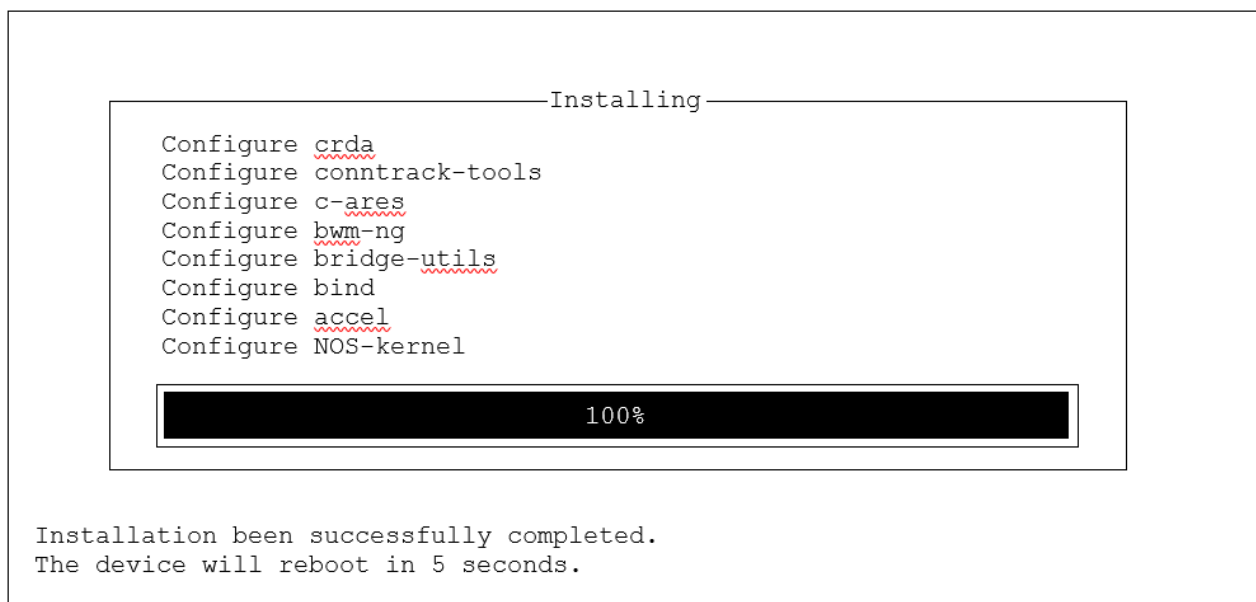 Installing
Configure crda
Configure conntrack-tools
Configure c-ares
Configure bwm-ng
Configure bridge-utils
Configure bind
Configure accel
Configure NOS-kernel
100%
Installation been successfully completed.
The device will reboot in 5 seconds.